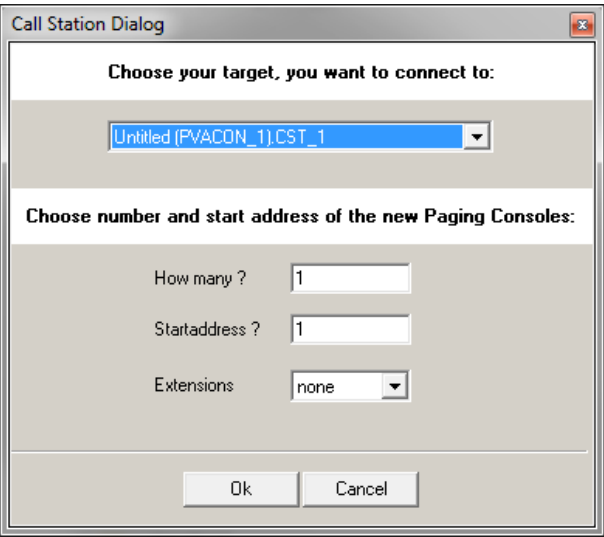 Call Station Dialog
Choose your target, you want to connect to:
Untitled (PVACON_1).CST_1
Choose number and start address of the new Paging Consoles:
How many ? 1
Startaddress ? 1
Extensions none
Ok Cancel